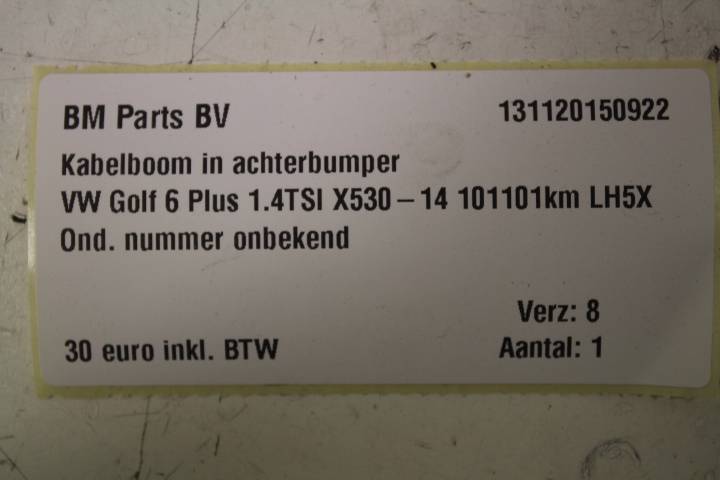 BM Parts BV 131120150922
Kabelboom in achterbumper
VW Golf 6 Plus 1.4TSI X530-14 101101km LH5X
Ond. nummer onbekend
Verz: 8
30 euro inkl. BTW Aantal: 1